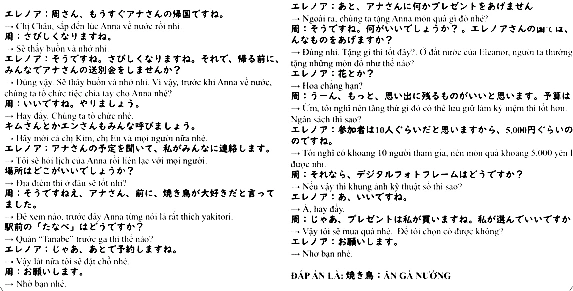 エレノア：周さん、もうすぐアナさんの帰国ですね。
→ Chị Châu, sắp đến lúc Anna về nước rồi
周：さびしくなりますね。
→ Sẽ thấy buồn và nhớ nhỉ
エレノア：そうですね。さびしくなりますね。それで、帰る前に、
みんなでアナさんの送別会をしませんか？
→ Đúng vậy. Sẽ thấy buồn và nhớ nhỉ. Vì vậy, trước khi Anna về nước,
chúng ta tổ chức tiệc chia tay cho Anna nhé?
周：いいですね。やりましょう。
→ Hay đấy. Chúng ta tổ chức nhé.
キムさんとかエンさんもみんな呼びましょう。
→ Hãy mời cả chị Kim, chị En và mọi người nữa nhé.
エレノア：アナさんの予定を聞いて、私がみんなに連絡します。
→ Tôi sẽ hỏi lịch của Anna rồi liên lạc với mọi người.
場所はどこがいいでしょうか？
→ Địa điểm thì ở đâu sẽ tốt nhỉ?
周：そうですねえ、アナさん、前に、焼き鳥が大好きだと言って
ました。
→ Để xem nào, trước đây Anna từng nói là rất thích yakitori.
駅前の「たなべ」はどうですか？
→ Quán "Tanabe" trước ga thì thế nào?
エレノア：じゃあ、あとで予約しますね。
→ Vậy lát nữa tôi sẽ đặt chỗ nhé.
周：お願いします。
→ Nhờ bạn nhé.
エレノア：あと、アナさんに何かプレゼントをあげません
→ Ngoài ra, chúng ta tặng Anna món quà gì đó nhé?
周：そうですね。何がいいでしょうか？。エレナさんの国では、
んなものをあげますか？
→ Đúng nhỉ. Tặng gì thì tốt đây?. Ở đất nước của Eleanor, người ta thường
tặng những món đồ như thế nào?
エレノア：花とか？
→ Hoa chẳng hạn?
周：うーん、もっと、思い出に残るものがいいと思います。予算は
→ Ừm, tôi nghĩ nên tặng thứ gì đó có thể lưu giữ làm kỷ niệm thì tốt hơn.
Ngân sách thì sao?
エレノア：参加者は10人ぐらいだと思いますから、5,000円ぐらいの
のですね。
→ Tôi nghĩ có khoảng 10 người tham gia, nên món quà khoảng 5.000 yên l
được nhỉ.
周：それなら、デジタルフォトフレームはどうですか？
→ Nếu vậy thì khung ảnh kỹ thuật số thì sao?
エレノア：あ、いいですね。
→ À, hay đấy.
周：じゃあ、プレゼントは私が買いますね。私が選んでいいですか
→ Vậy tôi sẽ mua quà nhé. Để tôi chọn có được không?
エレノア：お願いします。
→ Nhờ bạn nhé.
ĐÁP ÁN LÀ: 焼き鳥：ĂN GÀ NƯỚNG